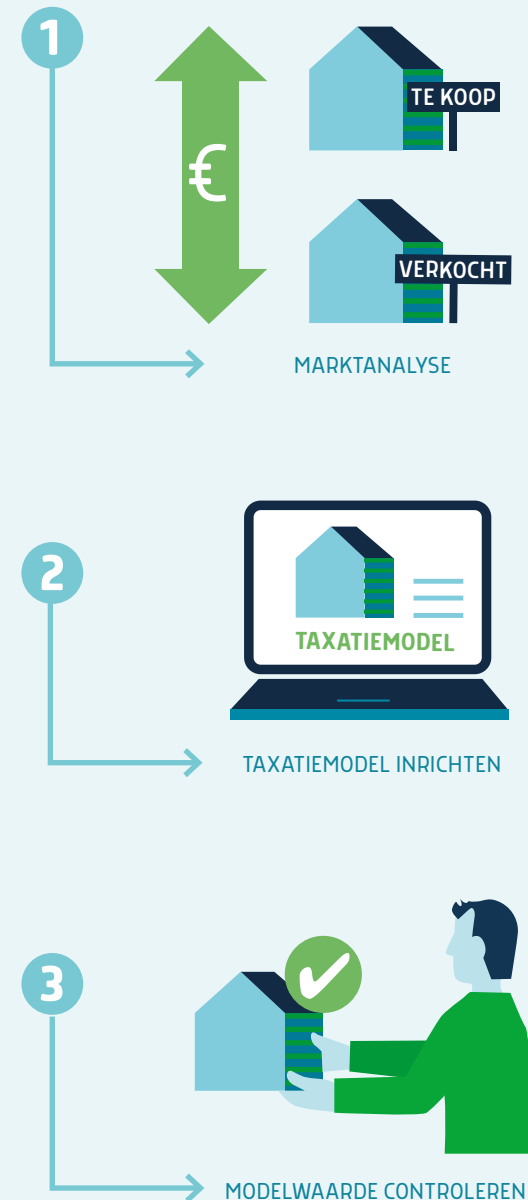 1
€
TE KOOP
VERKOCHT
MARKTANALYSE
2
TAXATIEMODEL
TAXATIEMODEL INRICHTEN
3
MODELWAARDE CONTROLEREN